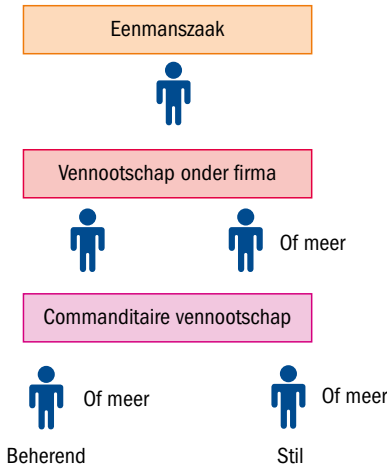 Eenmanszaak
Vennootschap onder firma
Of meer
Commanditaire vennootschap
Of meer
Of meer
Beherend
Stil